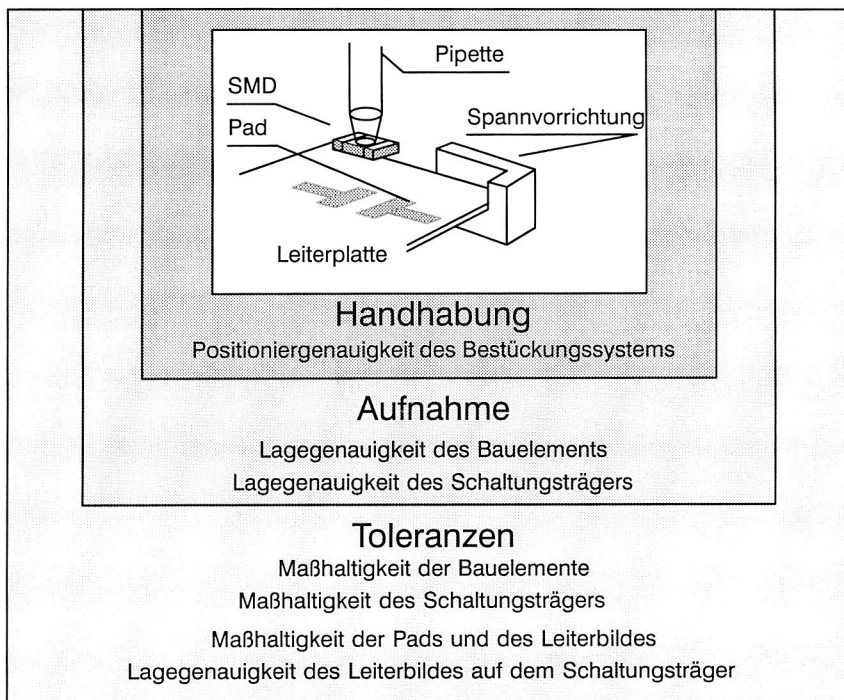 Pipette
SMD
Spannvorrichtung
Pad
Leiterplatte
Handhabung
Positioniergenauigkeit des Bestückungssystems
Aufnahme
Lagegenauigkeit des Bauelements
Lagegenauigkeit des Schaltungsträgers
Toleranzen
Maßhaltigkeit der Bauelemente
Maßhaltigkeit des Schaltungsträgers
Maßhaltigkeit der Pads und des Leiterbildes
Lagegenauigkeit des Leiterbildes auf dem Schaltungsträger